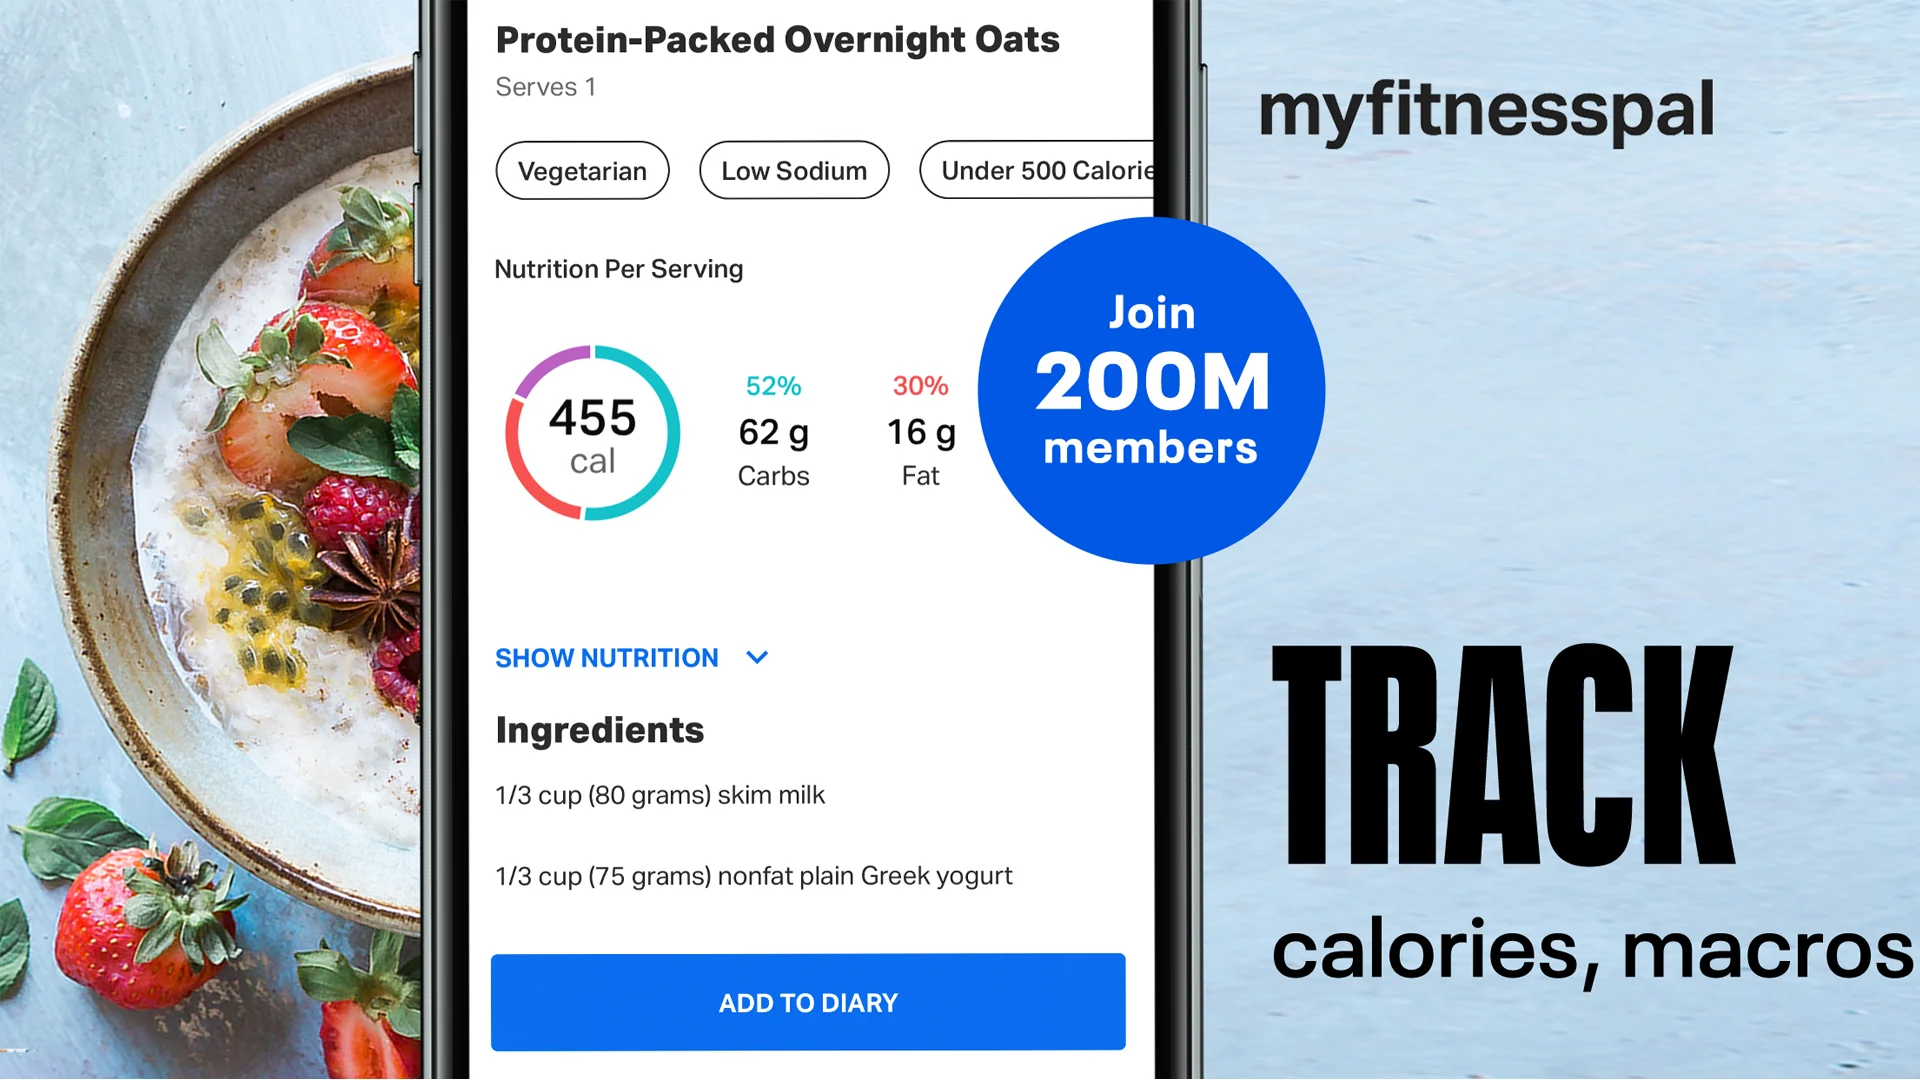 Protein-Packed Overnight Oats
Serves 1
Vegetarian
Low Sodium
Under 500 Calorie
Nutrition Per Serving
455
cal
52%
62 g
Carbs
30%
16 g
Fat
SHOW NUTRITION
Ingredients
1/3 cup (80 grams) skim milk
1/3 cup (75 grams) nonfat plain Greek yogurt
ADD TO DIARY
Join
200M
members
myfitnesspal
TRACK
calories, macros